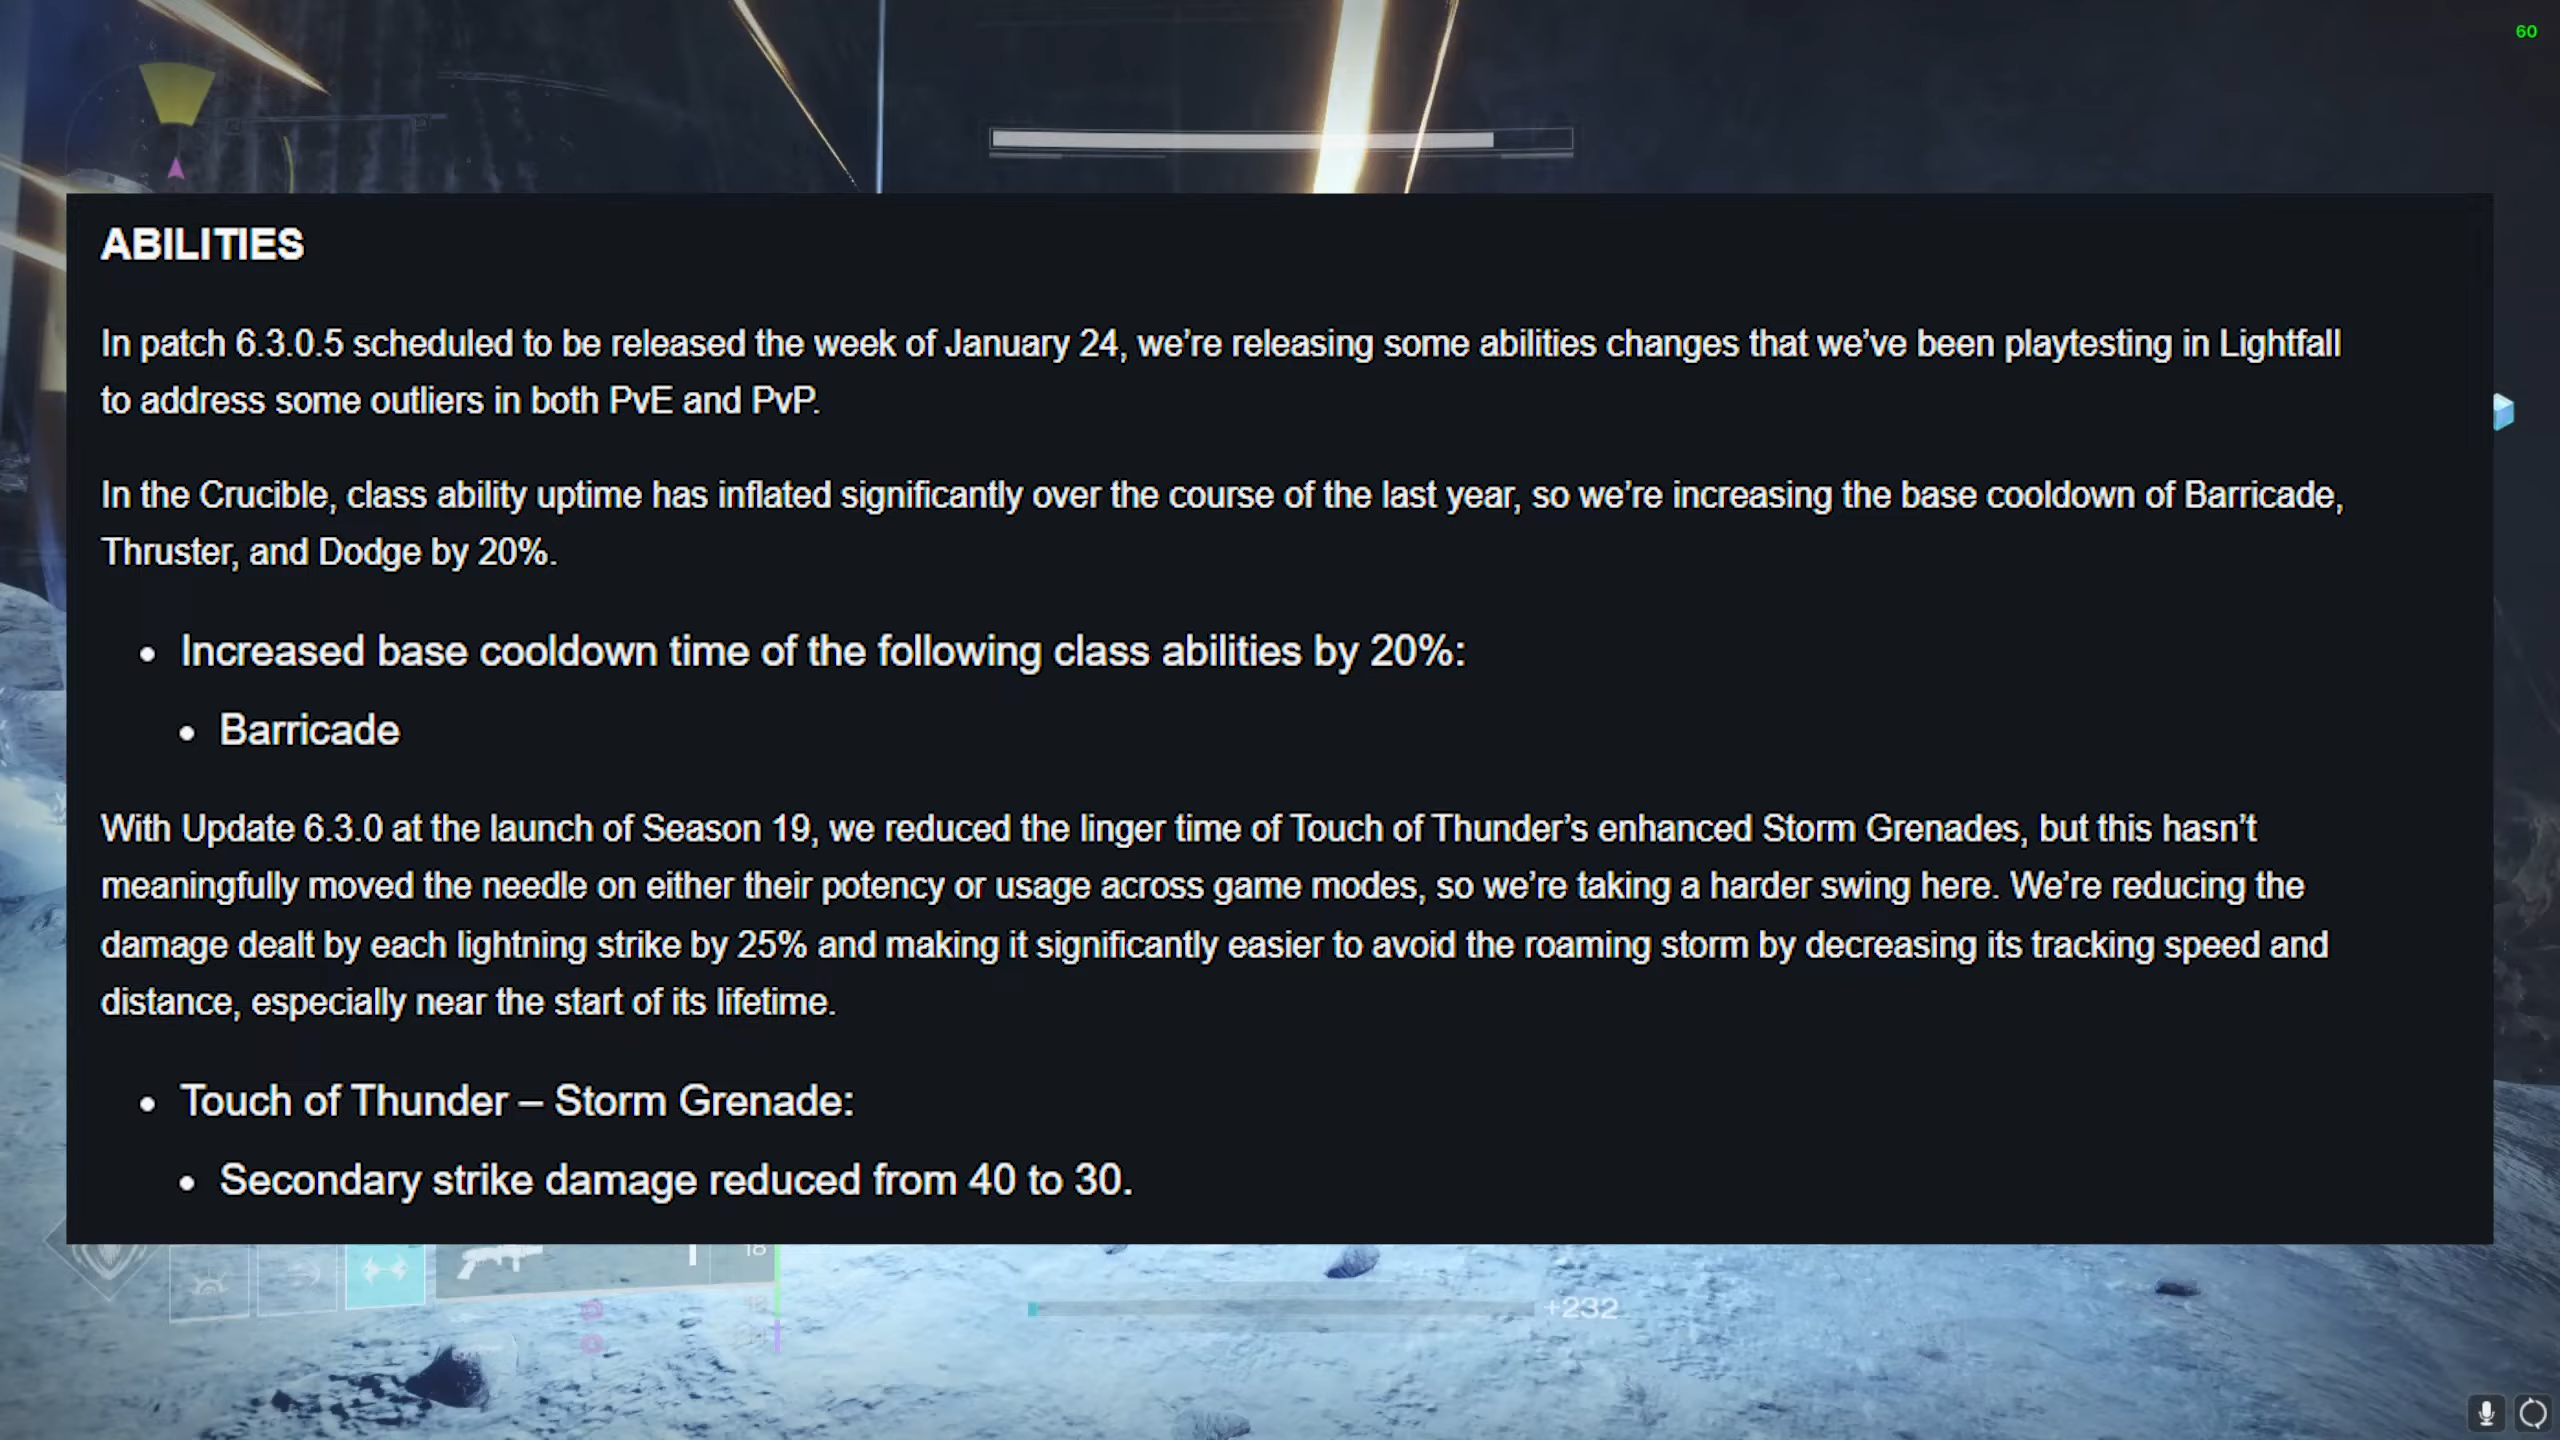 60
ABILITIES
In patch 6.3.0.5 scheduled to be released the week of January 24, we’re releasing some abilities changes that we’ve been playtesting in Lightfall
to address some outliers in both PvE and PvP.
In the Crucible, class ability uptime has inflated significantly over the course of the last year, so we’re increasing the base cooldown of Barricade,
Thruster, and Dodge by 20%.
• Increased base cooldown time of the following class abilities by 20%:
• Barricade
With Update 6.3.0 at the launch of Season 19, we reduced the linger time of Touch of Thunder’s enhanced Storm Grenades, but this hasn’t
meaningfully moved the needle on either their potency or usage across game modes, so we’re taking a harder swing here. We’re reducing the
damage dealt by each lightning strike by 25% and making it significantly easier to avoid the roaming storm by decreasing its tracking speed and
distance, especially near the start of its lifetime.
• Touch of Thunder – Storm Grenade:
• Secondary strike damage reduced from 40 to 30.
18
+232